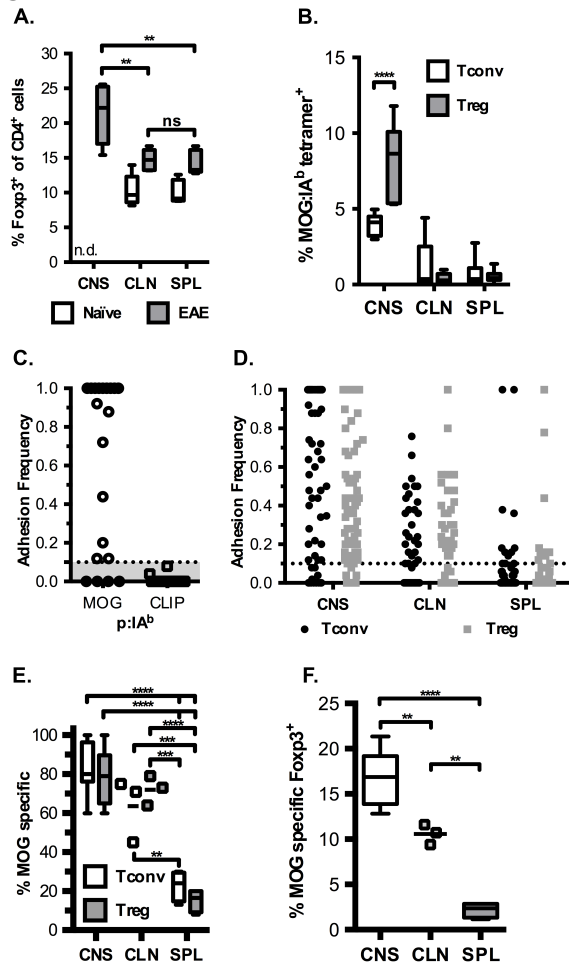 A.
% Foxp3+ of CD4+ cells
30
25
20
15
10
5
0
**
**
ns
n.d.
CNS CLN SPL
Naïve EAE
B.
% MOG:IAb tetramer+
15
10
5
0
****
Tconv
Treg
CNS CLN SPL
C.
Adhesion Frequency
1.0
0.8
0.6
0.4
0.2
0.0
MOG CLIP
p:IAb
D.
Adhesion Frequency
1.0
0.8
0.6
0.4
0.2
0.0
CNS CLN SPL
Tconv Treg
E.
% MOG specific
100
80
60
40
20
0
****
****
****
***
***
**
Tconv
Treg
CNS CLN SPL
F.
% MOG specific Foxp3+
25
20
15
10
5
0
****
**
**
CNS CLN SPL